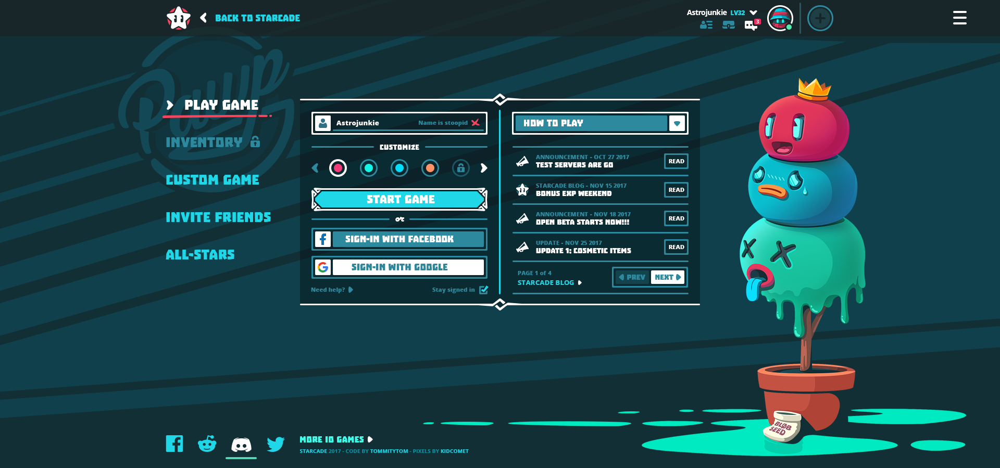 BACK TO STARCADE
Astrojunkie LV32
3
Pawup
PLAY GAME
INVENTORY
CUSTOM GAME
INVITE FRIENDS
ALL-STARS
Astrojunkie Name is stoopid
CUSTOMIZE
START GAME
or
SIGN-IN WITH FACEBOOK
SIGN-IN WITH GOOGLE
Need help? Stay signed in
HOW TO PLAY
ANNOUNCEMENT - OCT 27 2017
TEST SERVERS ARE GO
READ
STARCADE BLOG - NOV 15 2017
BONUS EXP WEEKEND
READ
ANNOUNCEMENT - NOV 18 2017
OPEN BETA STARTS NOW!!!
READ
UPDATE - NOV 25 2017
UPDATE 1; COSMETIC ITEMS
READ
PAGE 1 of 4
STARCADE BLOG
PREV NEXT
BLØB
SEED
MORE IO GAMES
STARCADE 2017 - CODE BY TOMMITYTOM - PIXELS BY KIDCOMET